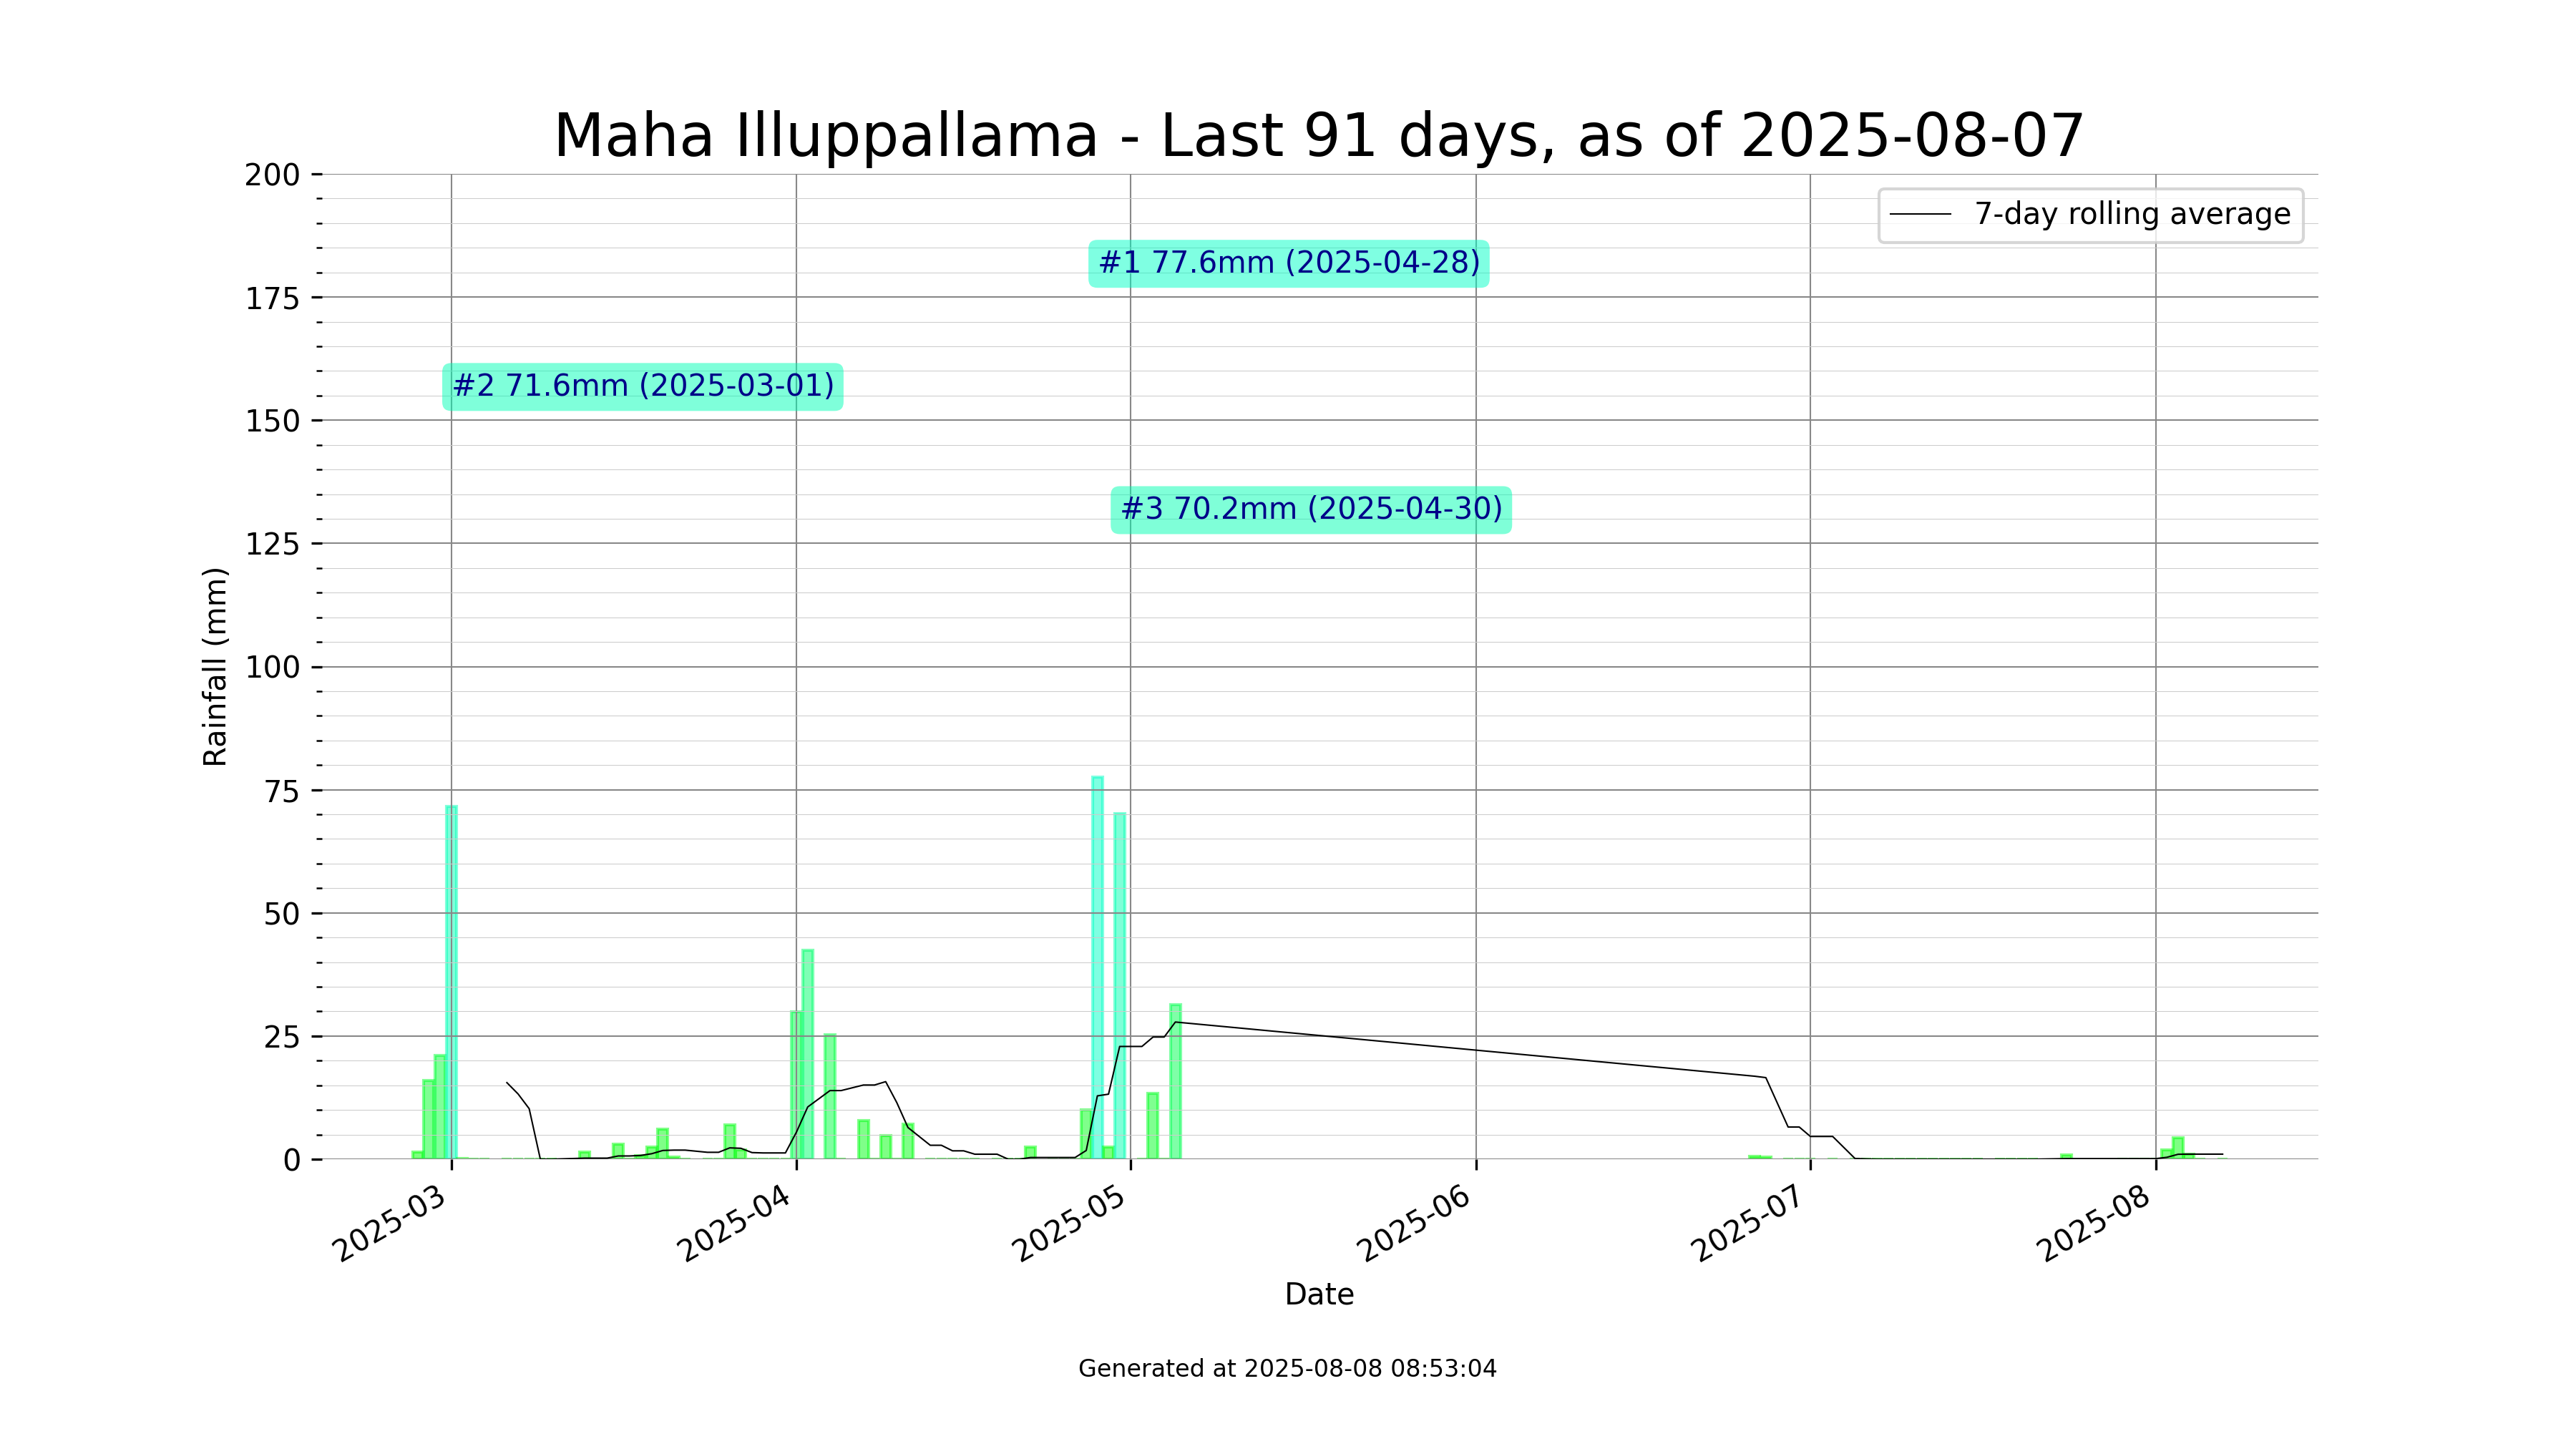 Maha Illuppallama - Last 91 days, as of 2025-08-07
7-day rolling average
#1 77.6mm (2025-04-28)
#2 71.6mm (2025-03-01)
#3 70.2mm (2025-04-30)
Rainfall (mm)
200
175
150
125
100
75
50
25
0
2025-03
2025-04
2025-05
2025-06
2025-07
2025-08
Date
Generated at 2025-08-08 08:53:04